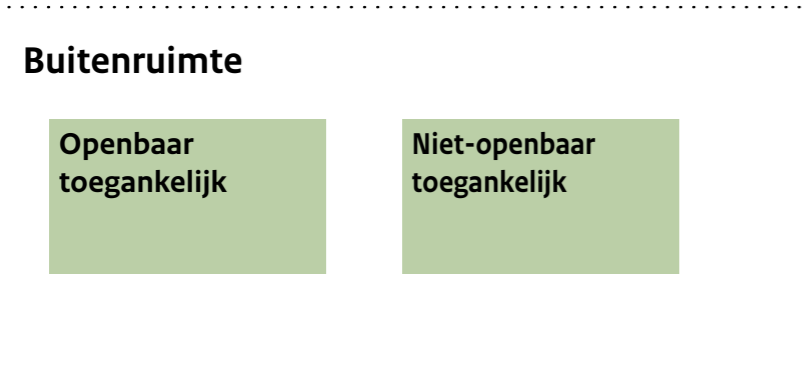 Buitenruimte
Openbaar
toegankelijk
Niet-openbaar
toegankelijk